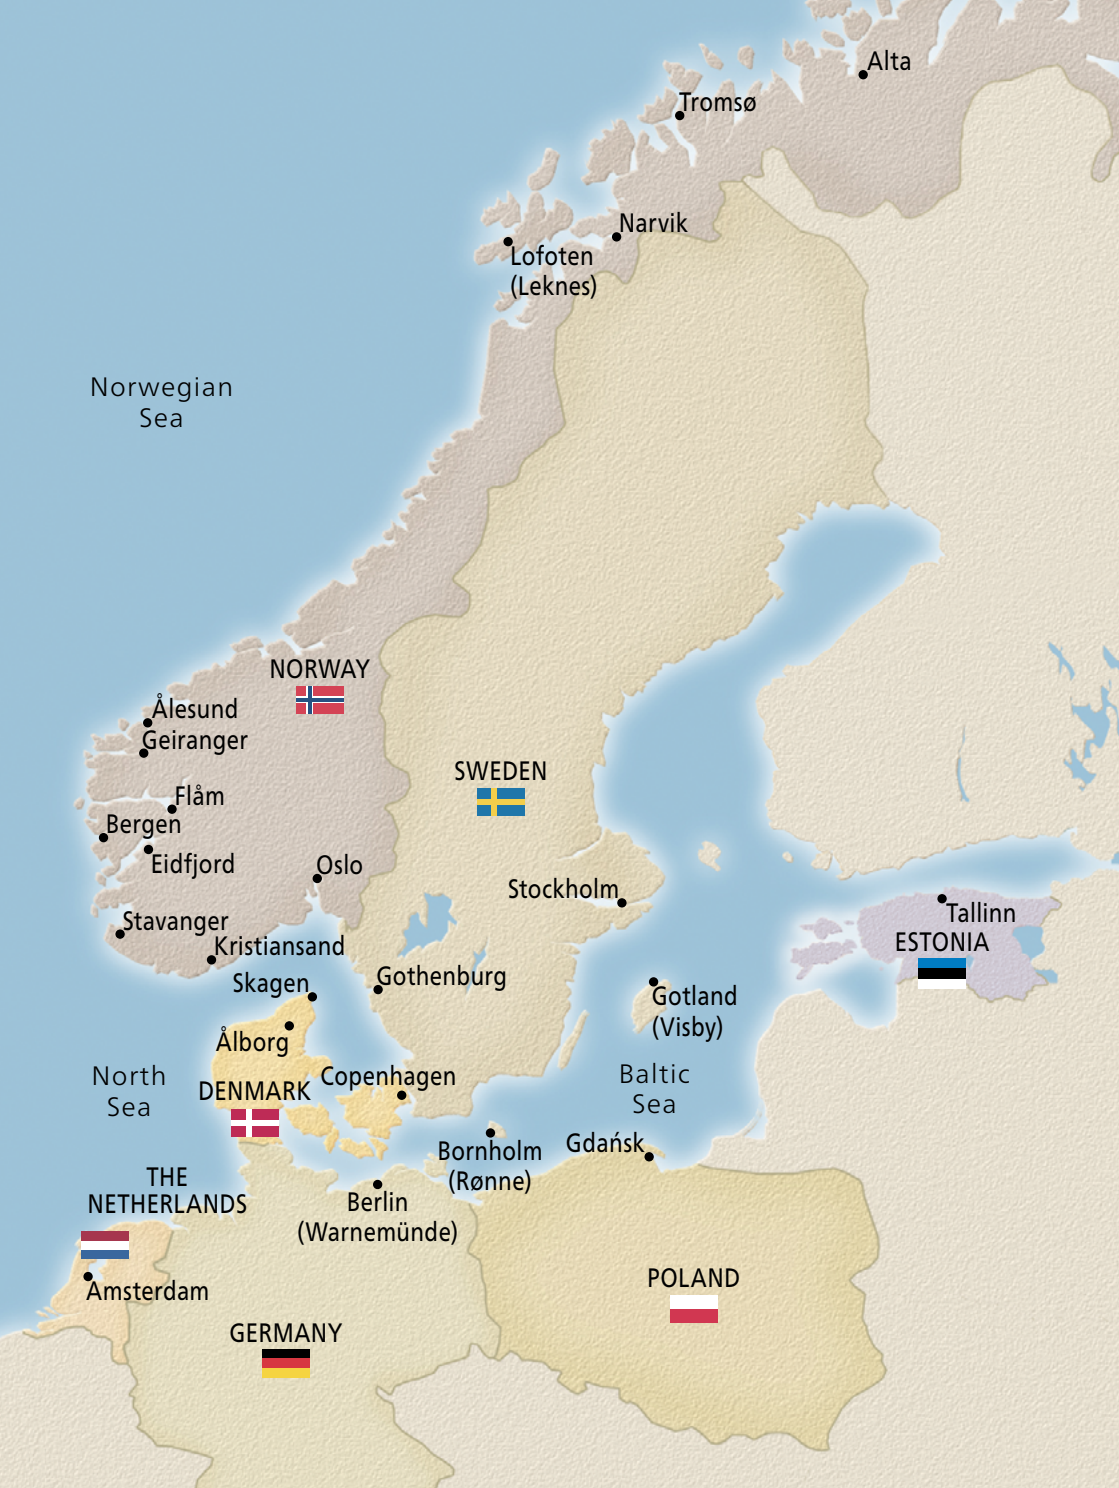 Alta
Tromsø
Narvik
Lofoten
(Leknes)
Norwegian
Sea
NORWAY
Ålesund
Geiranger
SWEDEN
Flåm
Bergen
Eidfjord
Oslo
Stockholm
Stavanger
Tallinn
Kristiansand
ESTONIA
Skagen
Gothenburg
Gotland
(Visby)
Ålborg
North
Sea
Copenhagen
Baltic
Sea
DENMARK
Gdańsk
Bornholm
(Rønne)
THE
NETHERLANDS
Berlin
(Warnemünde)
POLAND
Amsterdam
GERMANY